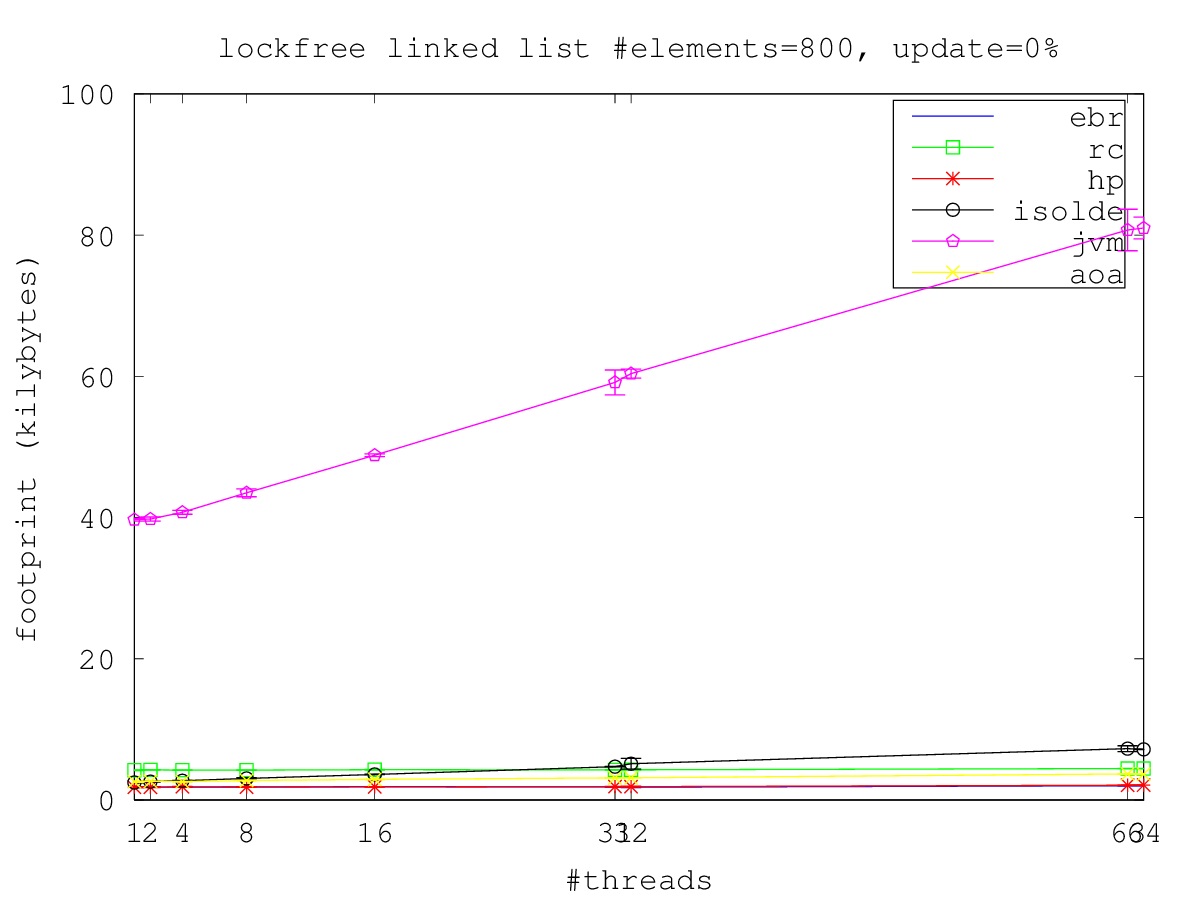 lockfree linked list #elements=800, update=0%
ebr
rc
hp
isolde
jvm
aoa
100
80
60
40
20
0
footprint (kilybytes)
1 2 4 8 16 31 32 63 64
#threads